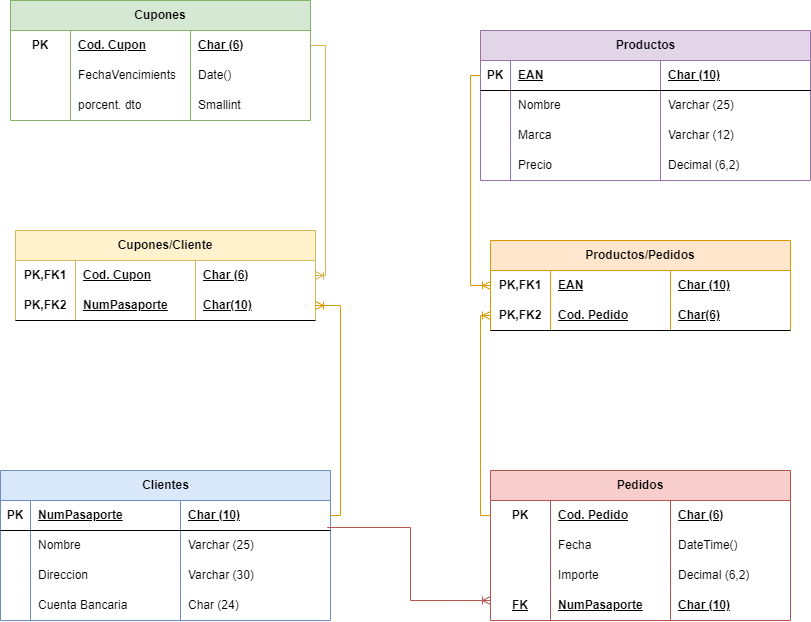 Cupones
PK Cod. Cupon Char (6)
FechaVencimients Date()
porcent. dto Smallint
Productos
PK EAN Char (10)
Nombre Varchar (25)
Marca Varchar (12)
Precio Decimal (6,2)
Cupones/Cliente
PK,FK1 Cod. Cupon Char (6)
PK,FK2 NumPasaporte Char(10)
Productos/Pedidos
PK,FK1 EAN Char (10)
PK,FK2 Cod. Pedido Char(6)
Clientes
PK NumPasaporte Char (10)
Nombre Varchar (25)
Direccion Varchar (30)
Cuenta Bancaria Char (24)
Pedidos
PK Cod. Pedido Char (6)
Fecha DateTime()
Importe Decimal (6,2)
FK NumPasaporte Char (10)